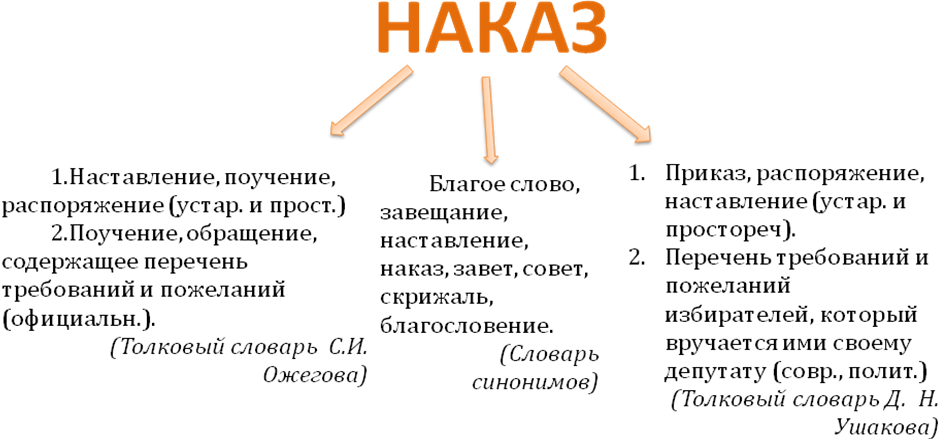 НАКАЗ
1.Наставление, поучение,
распоряжение (устар. и прост.)
2.Поучение, обращение,
содержащее перечень
требований и пожеланий
(официальн.).
(Толковый словарь С.И.
Ожегова)
Благое слово,
завещание,
наставление,
наказ, завет, совет,
скрижаль,
благословение.
(Словарь
синонимов)
1. Приказ, распоряжение,
наставление (устар. и
простореч).
2. Перечень требований и
пожеланий
избирателей, который
вручается ими своему
депутату (совр., полит.)
(Толковый словарь Д. Н.
Ушакова)